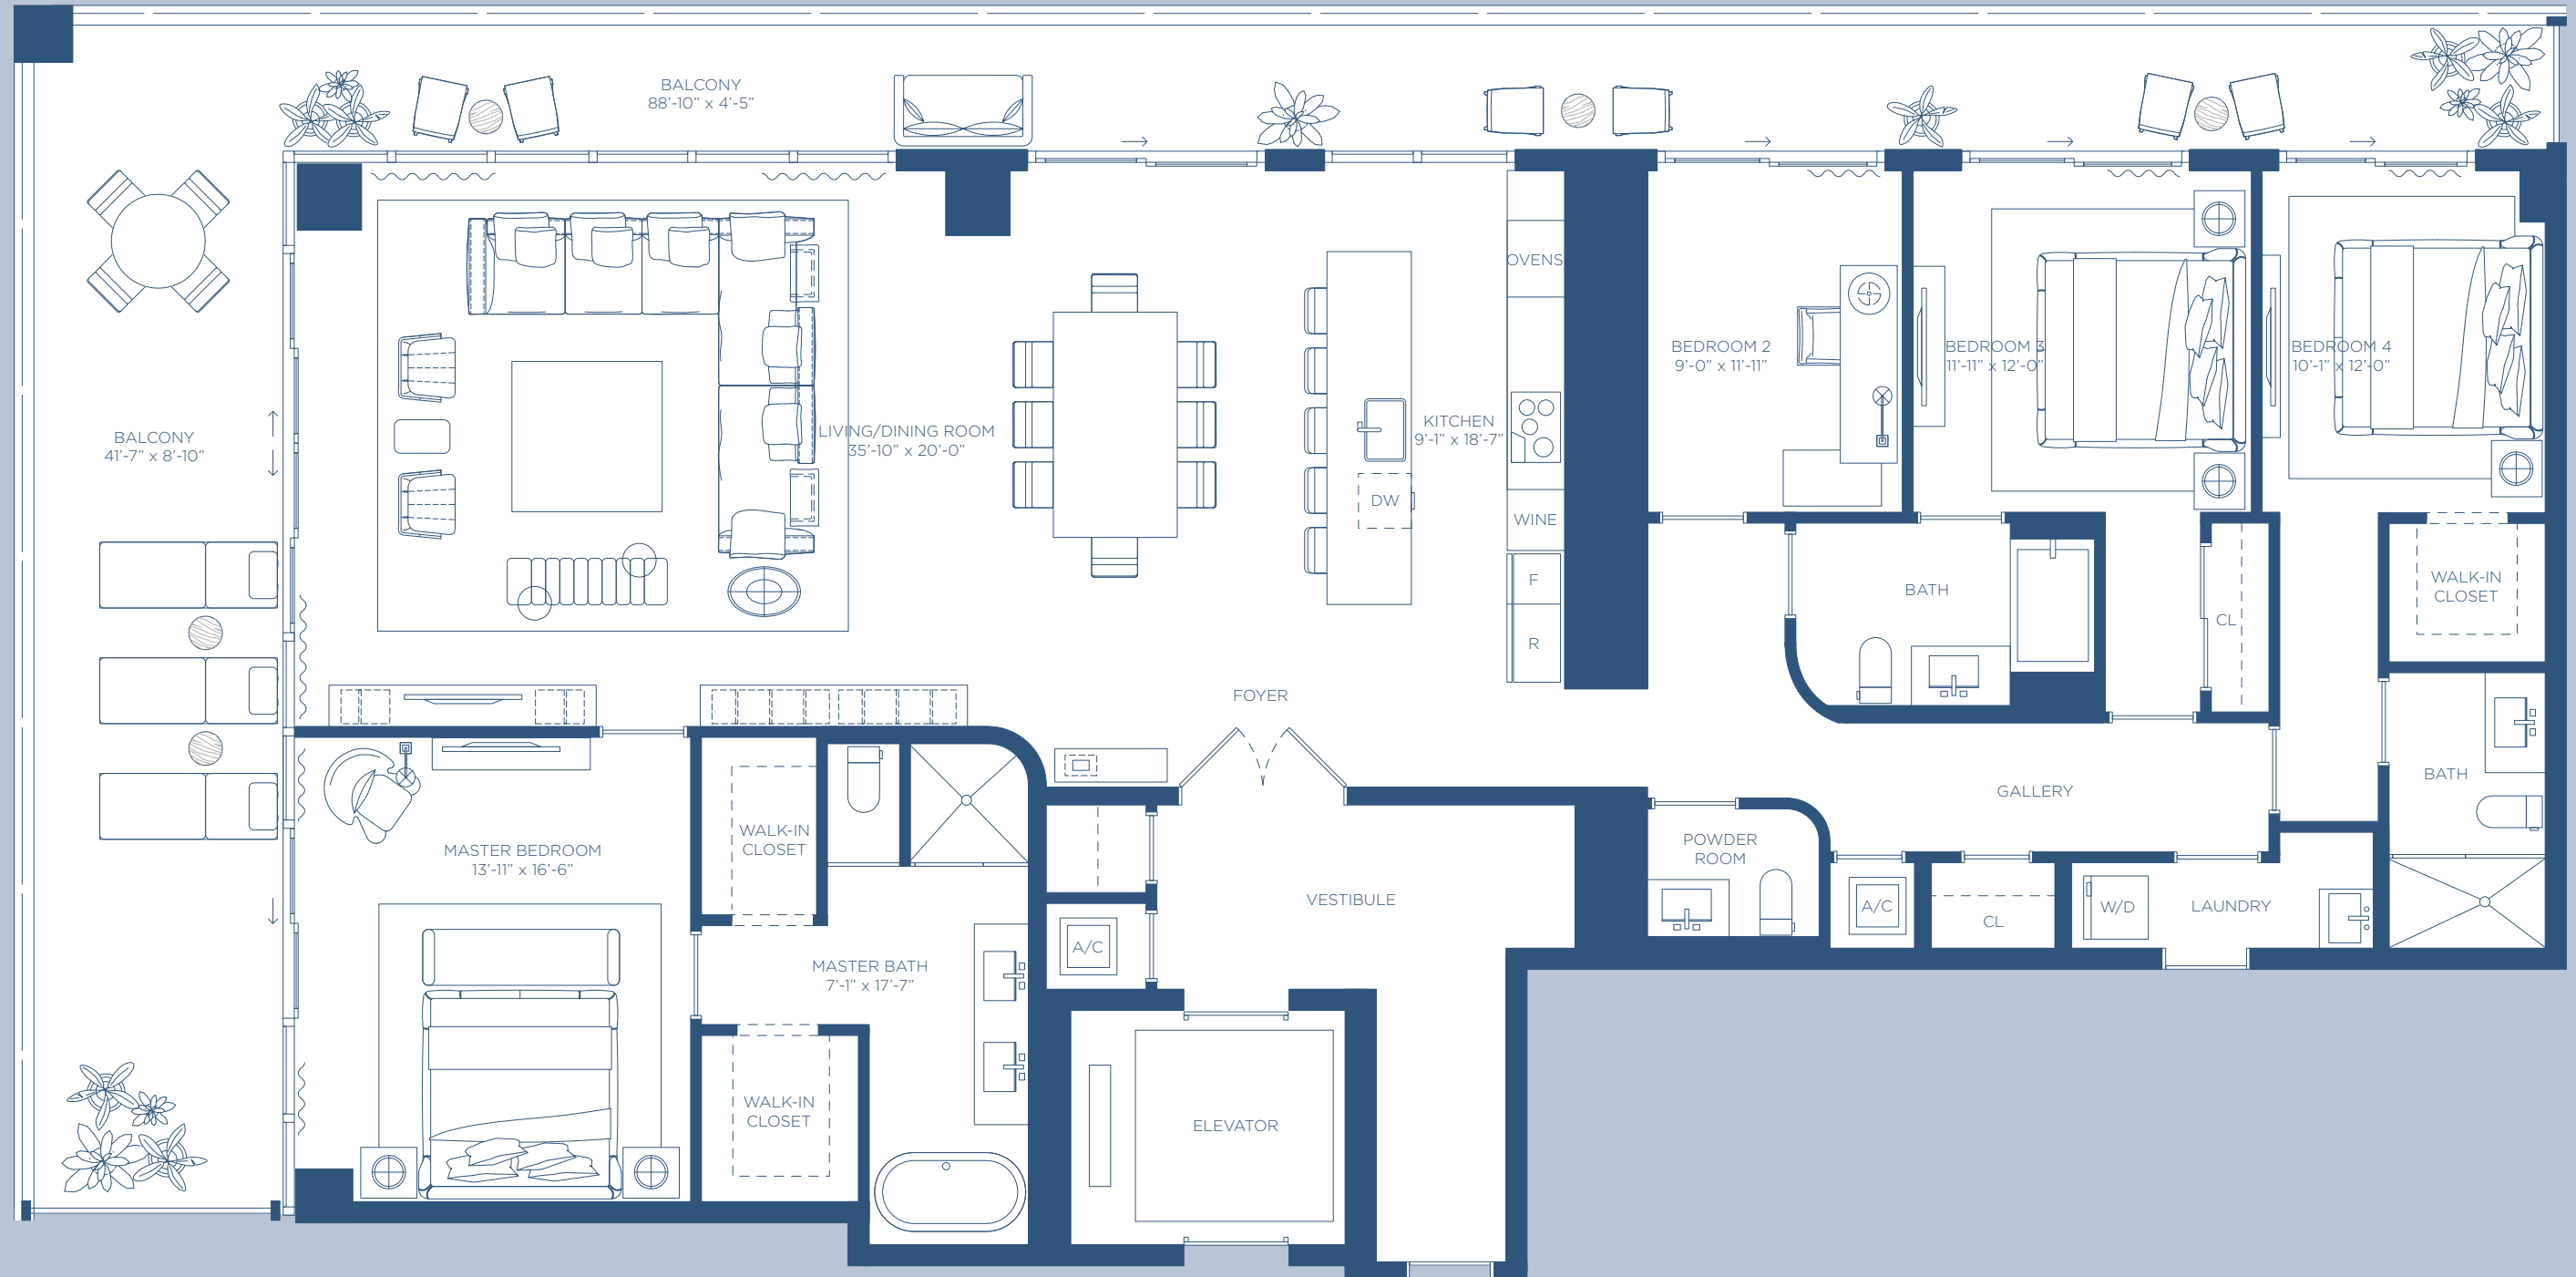 BALCONY
88'-10" x 4'-5"
BALCONY
41'-7" x 8'-10"
LIVING/DINING ROOM
35'-10" x 20'-0"
KITCHEN
9'-1" x 18'-7"
OVENS
DW
WINE
F
R
BEDROOM 2
9'-0" x 11'-11"
BEDROOM 3
11'-11" x 12'-0"
BEDROOM 4
10'-1" x 12'-0"
BATH
CL
WALK-IN
CLOSET
FOYER
GALLERY
BATH
MASTER BEDROOM
13'-11" x 16'-6"
WALK-IN
CLOSET
MASTER BATH
7'-1" x 17'-7"
WALK-IN
CLOSET
A/C
VESTIBULE
ELEVATOR
POWDER
ROOM
A/C
CL
W/D
LAUNDRY